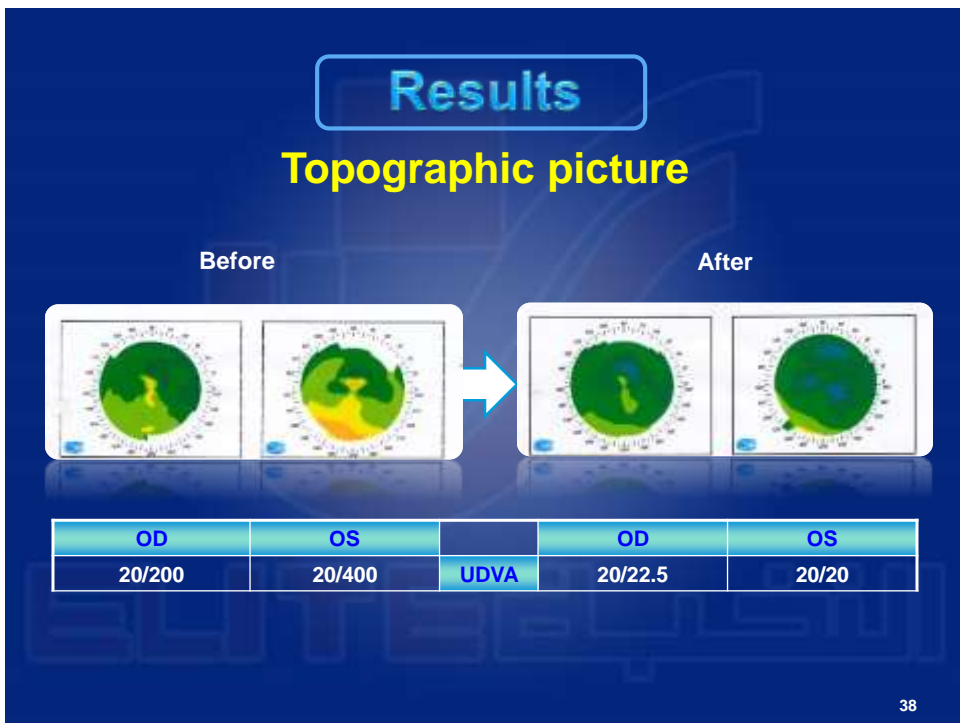 Results
Topographic picture
Before
After
OD OS OD OS
20/200 20/400 UDVA 20/22.5 20/20
ELITE
38